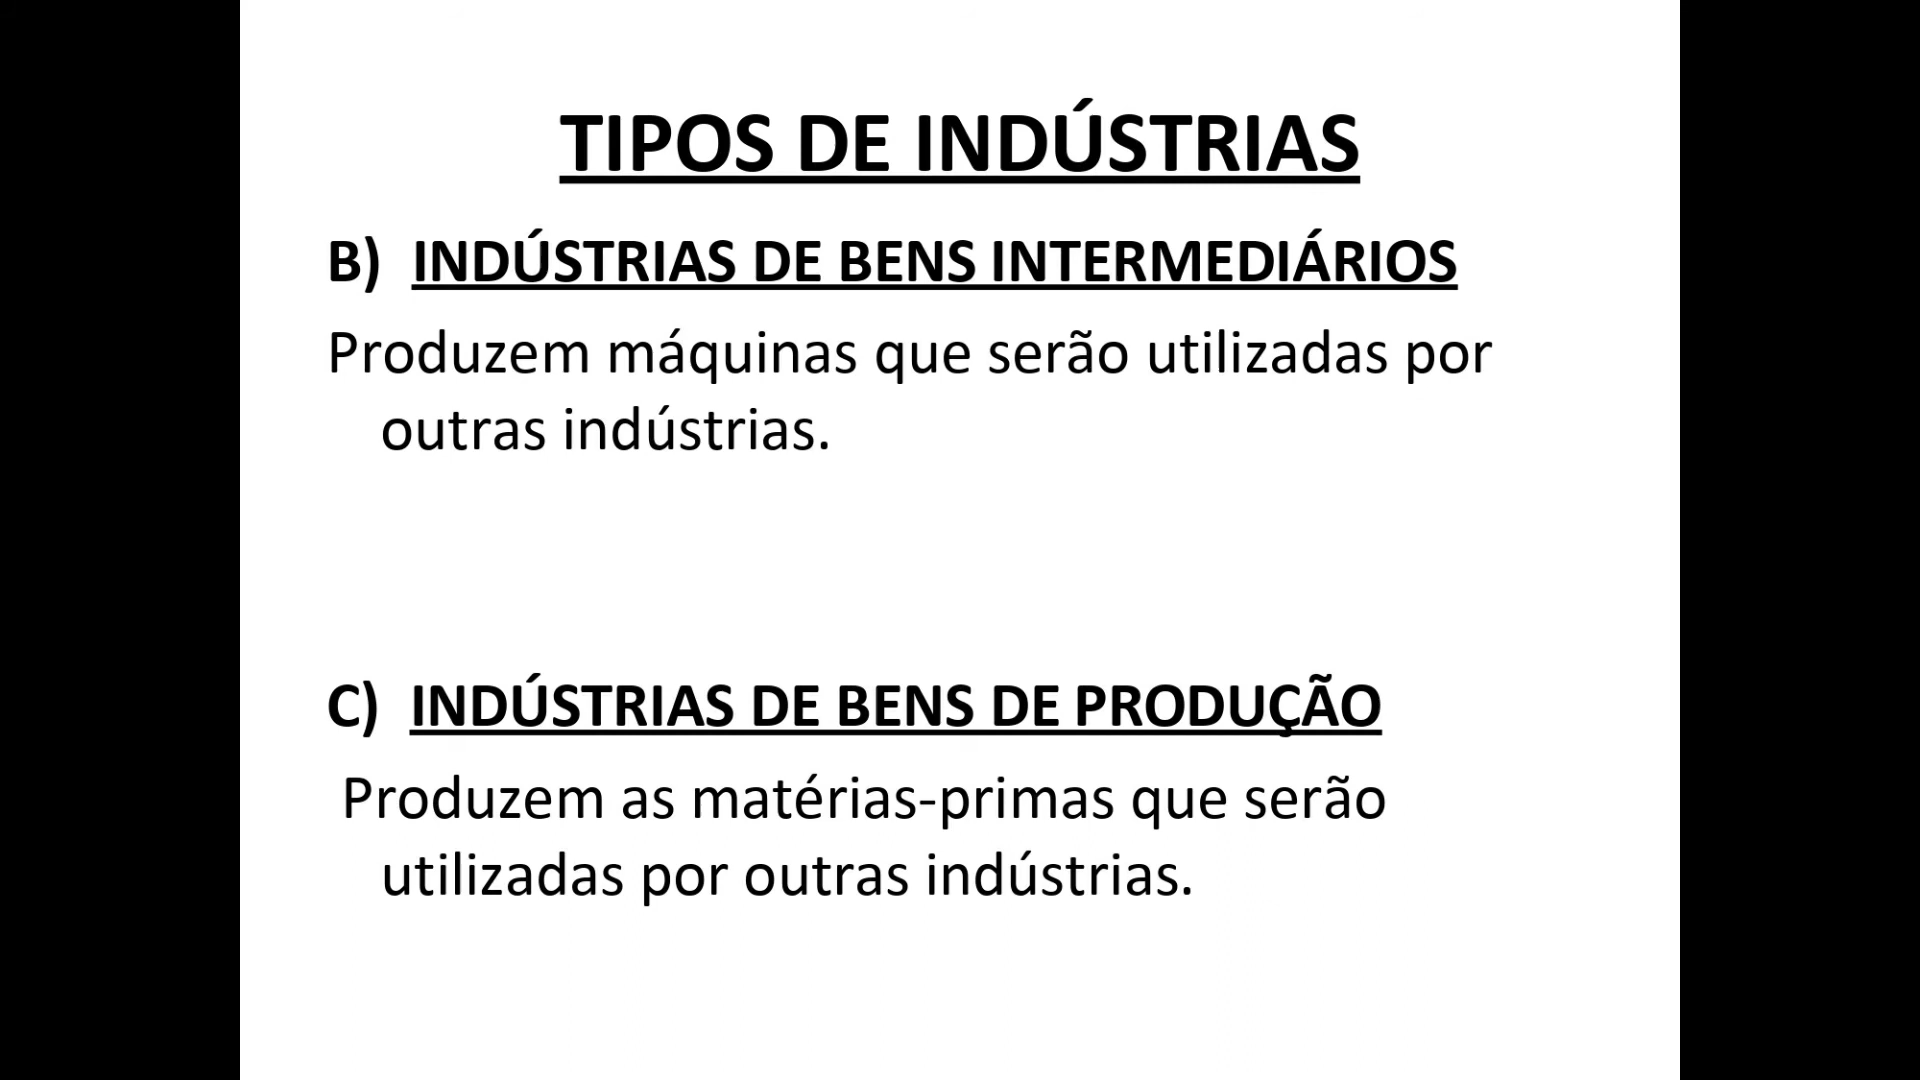 TIPOS DE INDÚSTRIAS
B) INDÚSTRIAS DE BENS INTERMEDIÁRIOS
Produzem máquinas que serão utilizadas por
outras indústrias.
C) INDÚSTRIAS DE BENS DE PRODUÇÃO
Produzem as matérias-primas que serão
utilizadas por outras indústrias.